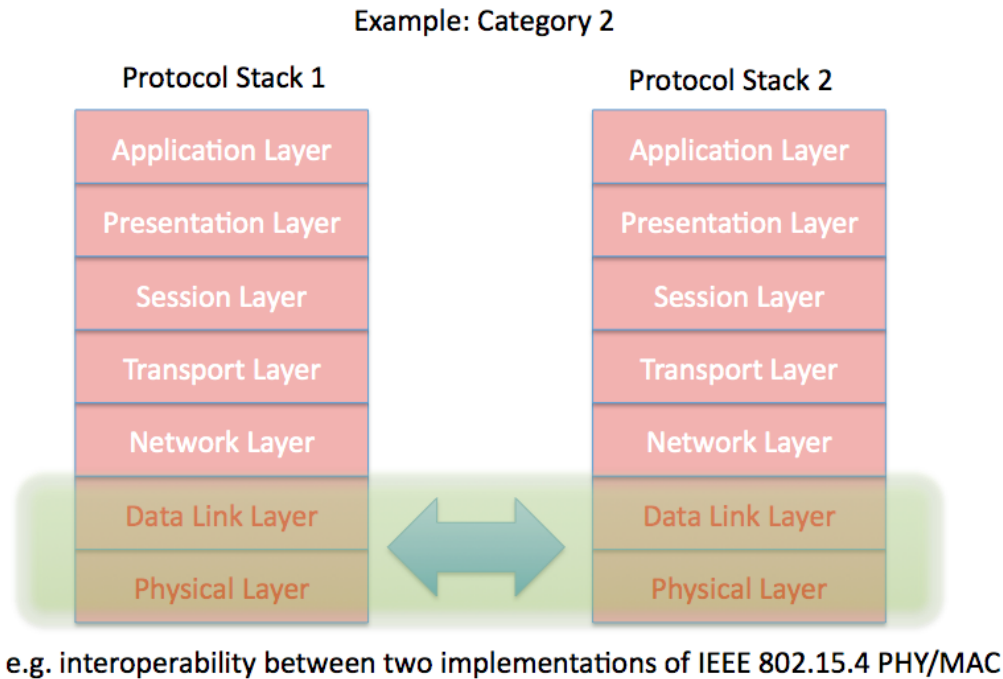 Example: Category 2
Protocol Stack 1
Protocol Stack 2
Application Layer
Application Layer
Presentation Layer
Presentation Layer
Session Layer
Session Layer
Transport Layer
Transport Layer
Network Layer
Network Layer
Data Link Layer
Data Link Layer
Physical Layer
Physical Layer
e.g. interoperability between two implementations of IEEE 802.15.4 PHY/MAC